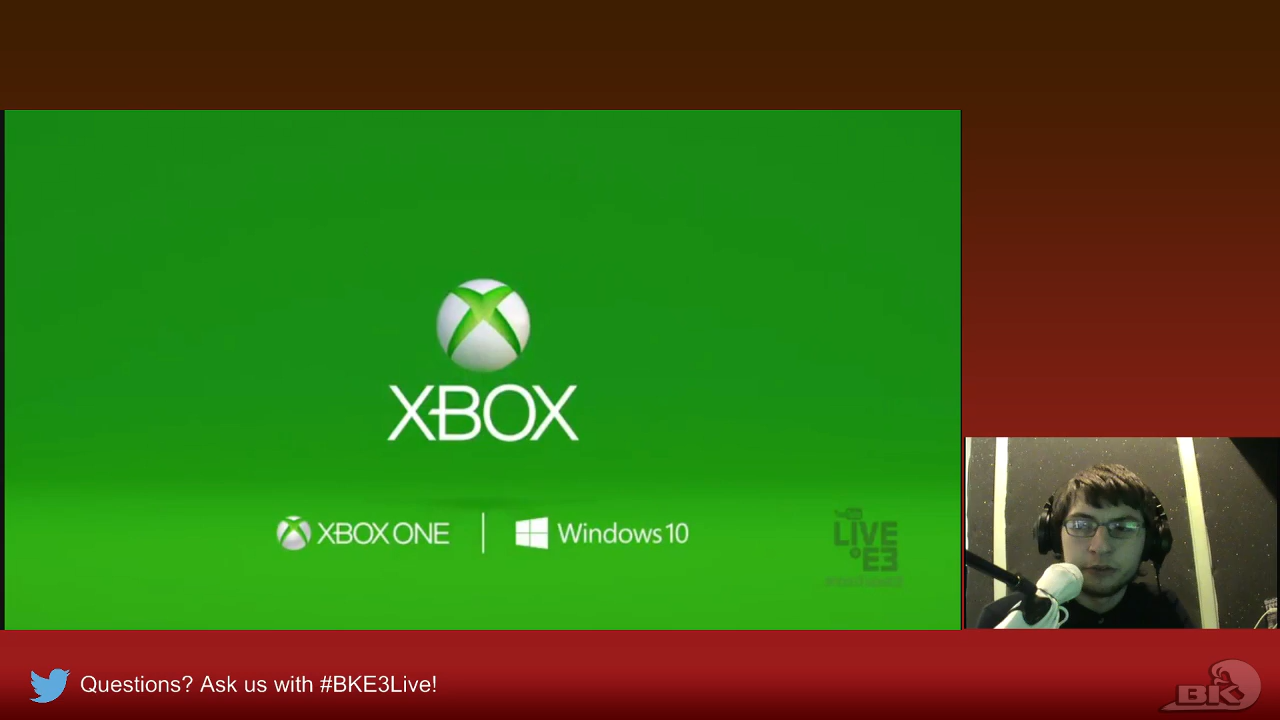 XBOX
XBOX ONE | Windows 10
LIVE
E3
Questions? Ask us with #BKE3Live!
BK